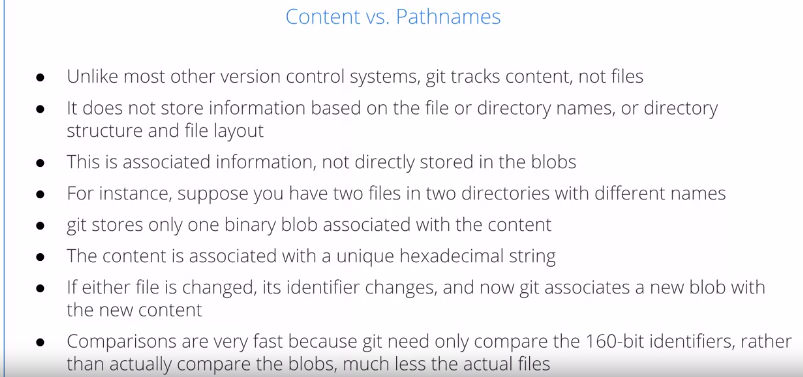 Content vs. Pathnames
● Unlike most other version control systems, git tracks content, not files
● It does not store information based on the file or directory names, or directory
structure and file layout
● This is associated information, not directly stored in the blobs
● For instance, suppose you have two files in two directories with different names
● git stores only one binary blob associated with the content
● The content is associated with a unique hexadecimal string
● If either file is changed, its identifier changes, and now git associates a new blob with
the new content
● Comparisons are very fast because git need only compare the 160-bit identifiers, rather
than actually compare the blobs, much less the actual files